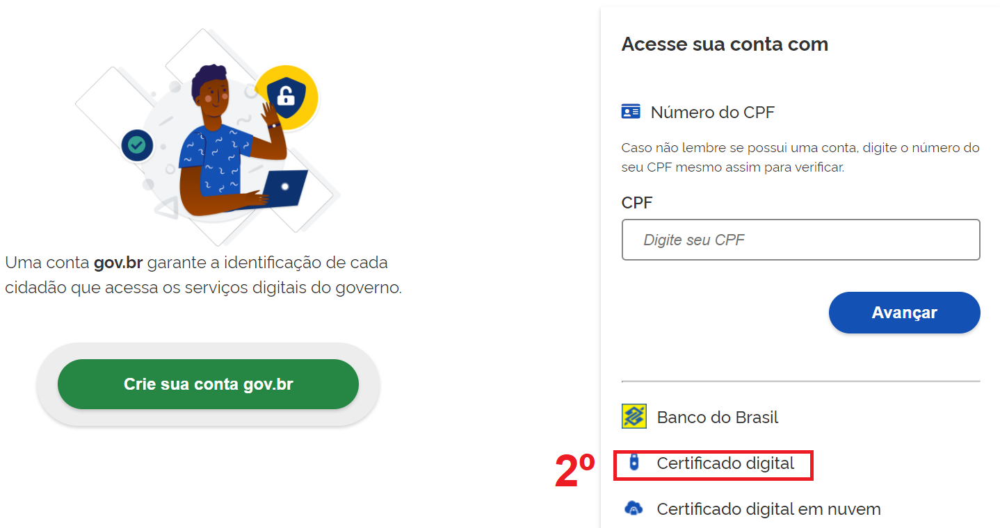 Uma conta gov.br garante a identificação de cada
cidadão que acessa os serviços digitais do governo.
Crie sua conta gov.br
Acesse sua conta com
Número do CPF
Caso não lembre se possui uma conta, digite o número do
seu CPF mesmo assim para verificar.
CPF
Digite seu CPF
Avançar
Banco do Brasil
2º
Certificado digital
Certificado digital em nuvem